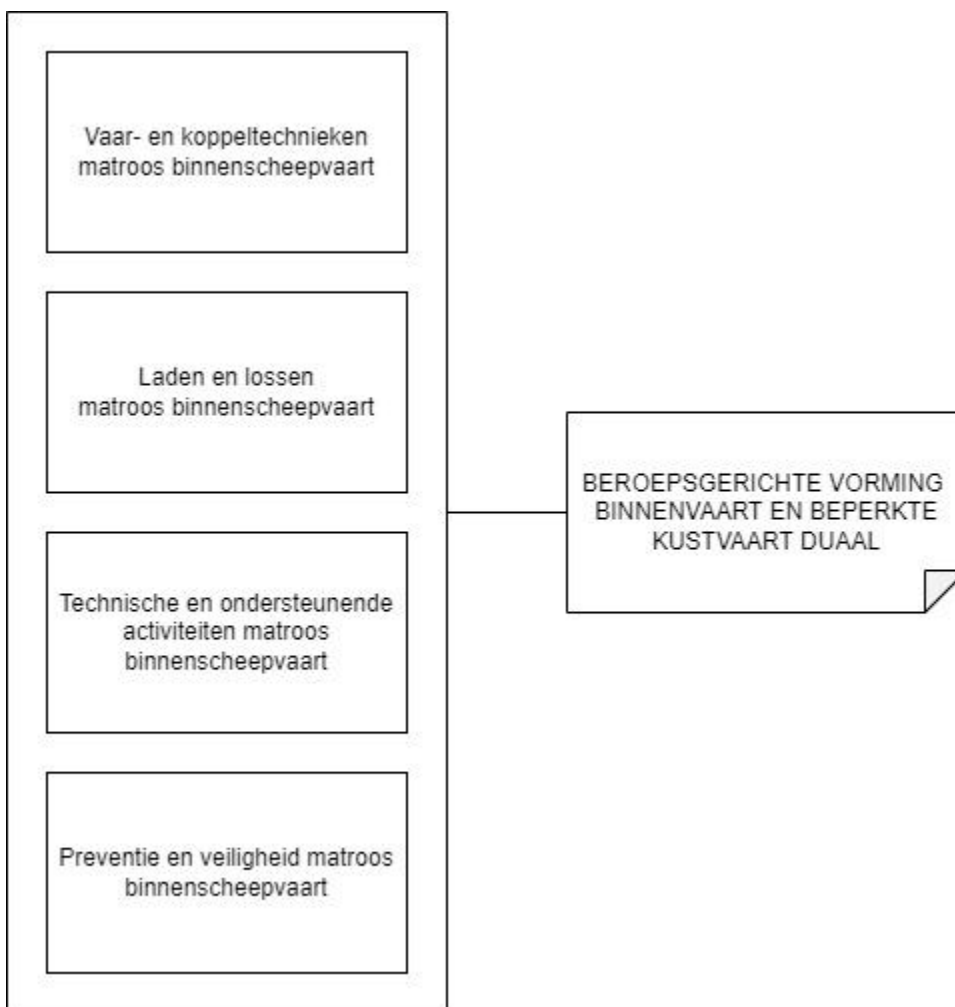 Vaar- en koppeltechnieken
matroos binnenscheepvaart
Laden en lossen
matroos binnenscheepvaart
Technische en ondersteunende
activiteiten matroos
binnenscheepvaart
Preventie en veiligheid matroos
binnenscheepvaart
BEROEPSGERICHTE VORMING
BINNENVAART EN BEPERKTE
KUSTVAART DUAAL